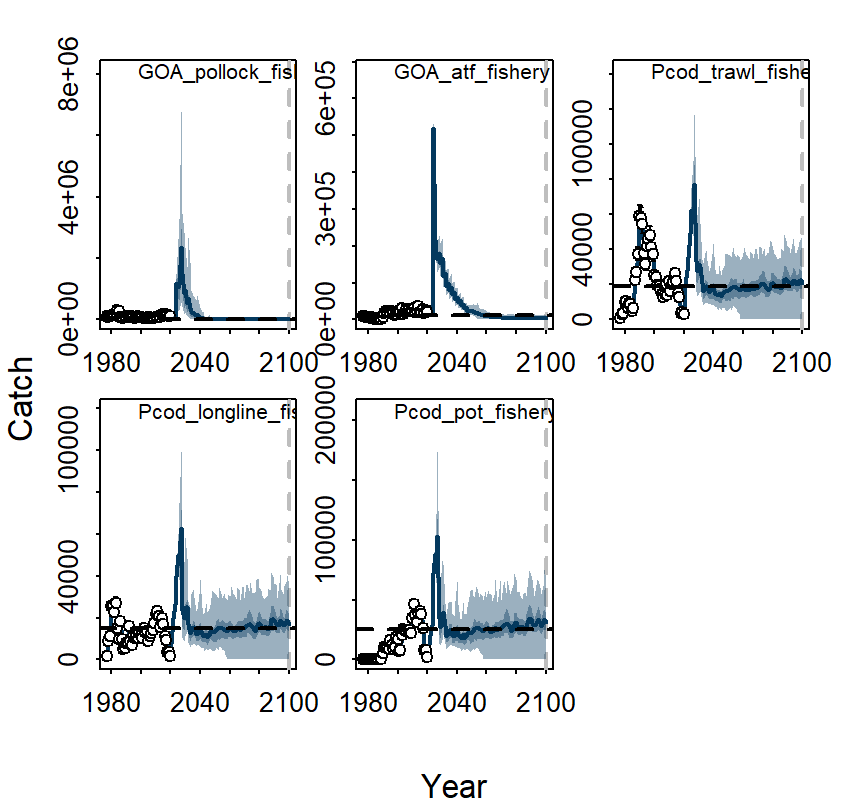 GOA_pollock_fisl
GOA_atf_fishery
Pcod_trawl_fishe
8e+06
4e+06
0e+00
6e+05
3e+05
0e+00
100000
40000
0
1980 2040 2100
1980 2040 2100
1980 2040 2100
Catch
Pcod_longline_fis
Pcod_pot_fishery
100000
40000
0
200000
100000
0
1980 2040 2100
1980 2040 2100
Year